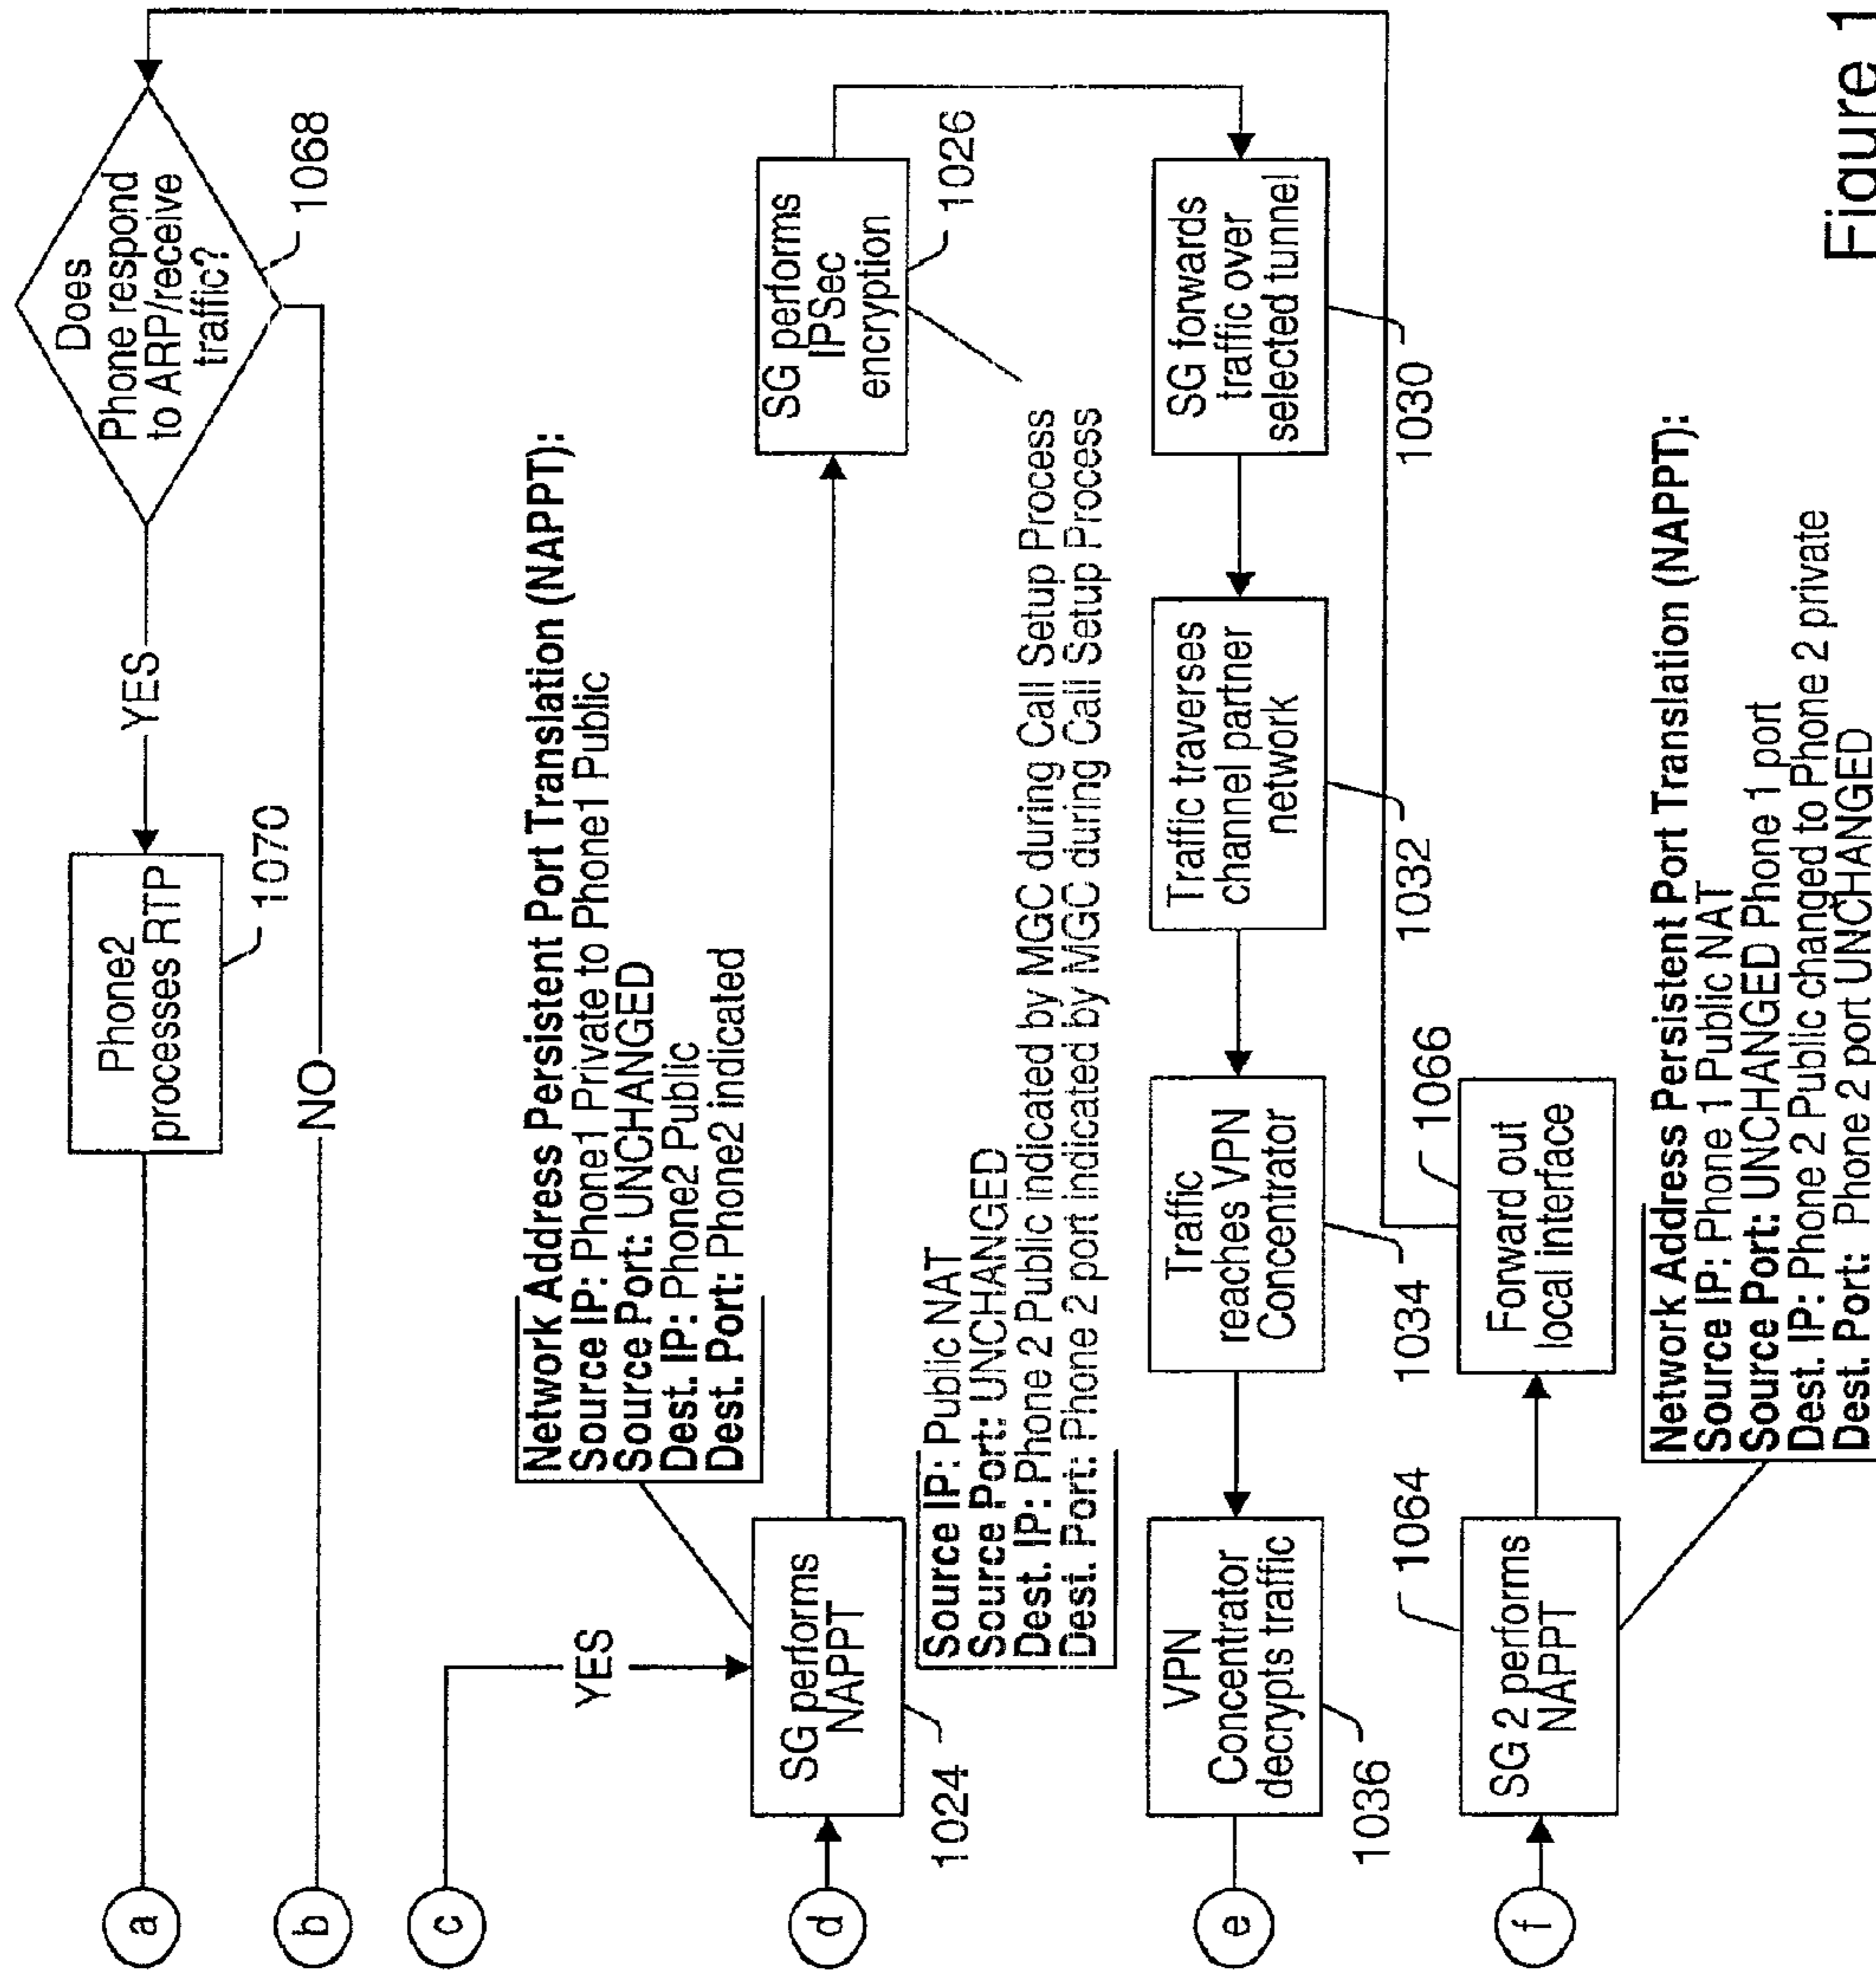 a
Phone2
processes RTP
1070
YES
Does
Phone respond
to ARP/receive
traffic?
1068
b
NO
c
YES
Network Address Persistent Port Translation (NAPPT):
Source IP: Phone1 Private to Phone1 Public
Source Port: UNCHANGED
Dest. IP: Phone2 Public
Dest. Port: Phone2 indicated
d
SG performs
NAPPT
1024
SG performs
IPSec
encryption
1026
Source IP: Public NAT
Source Port: UNCHANGED
Dest. IP: Phone 2 Public indicated by MGC during Call Setup Process
Dest. Port: Phone 2 port indicated by MGC during Call Setup Process
e
VPN
Concentrator
decrypts traffic
1036
Traffic
reaches VPN
Concentrator
1034
Traffic traverses
channel partner
network
1032
SG forwards
traffic over
selected tunnel
1030
f
SG 2 performs
NAPPT
1064
Forward out
local interface
1066
Network Address Persistent Port Translation (NAPPT):
Source IP: Phone 1 Public NAT
Source Port: UNCHANGED Phone 1 port
Dest. IP: Phone 2 Public changed to Phone 2 private
Dest. Port: Phone 2 port UNCHANGED
Figure 1